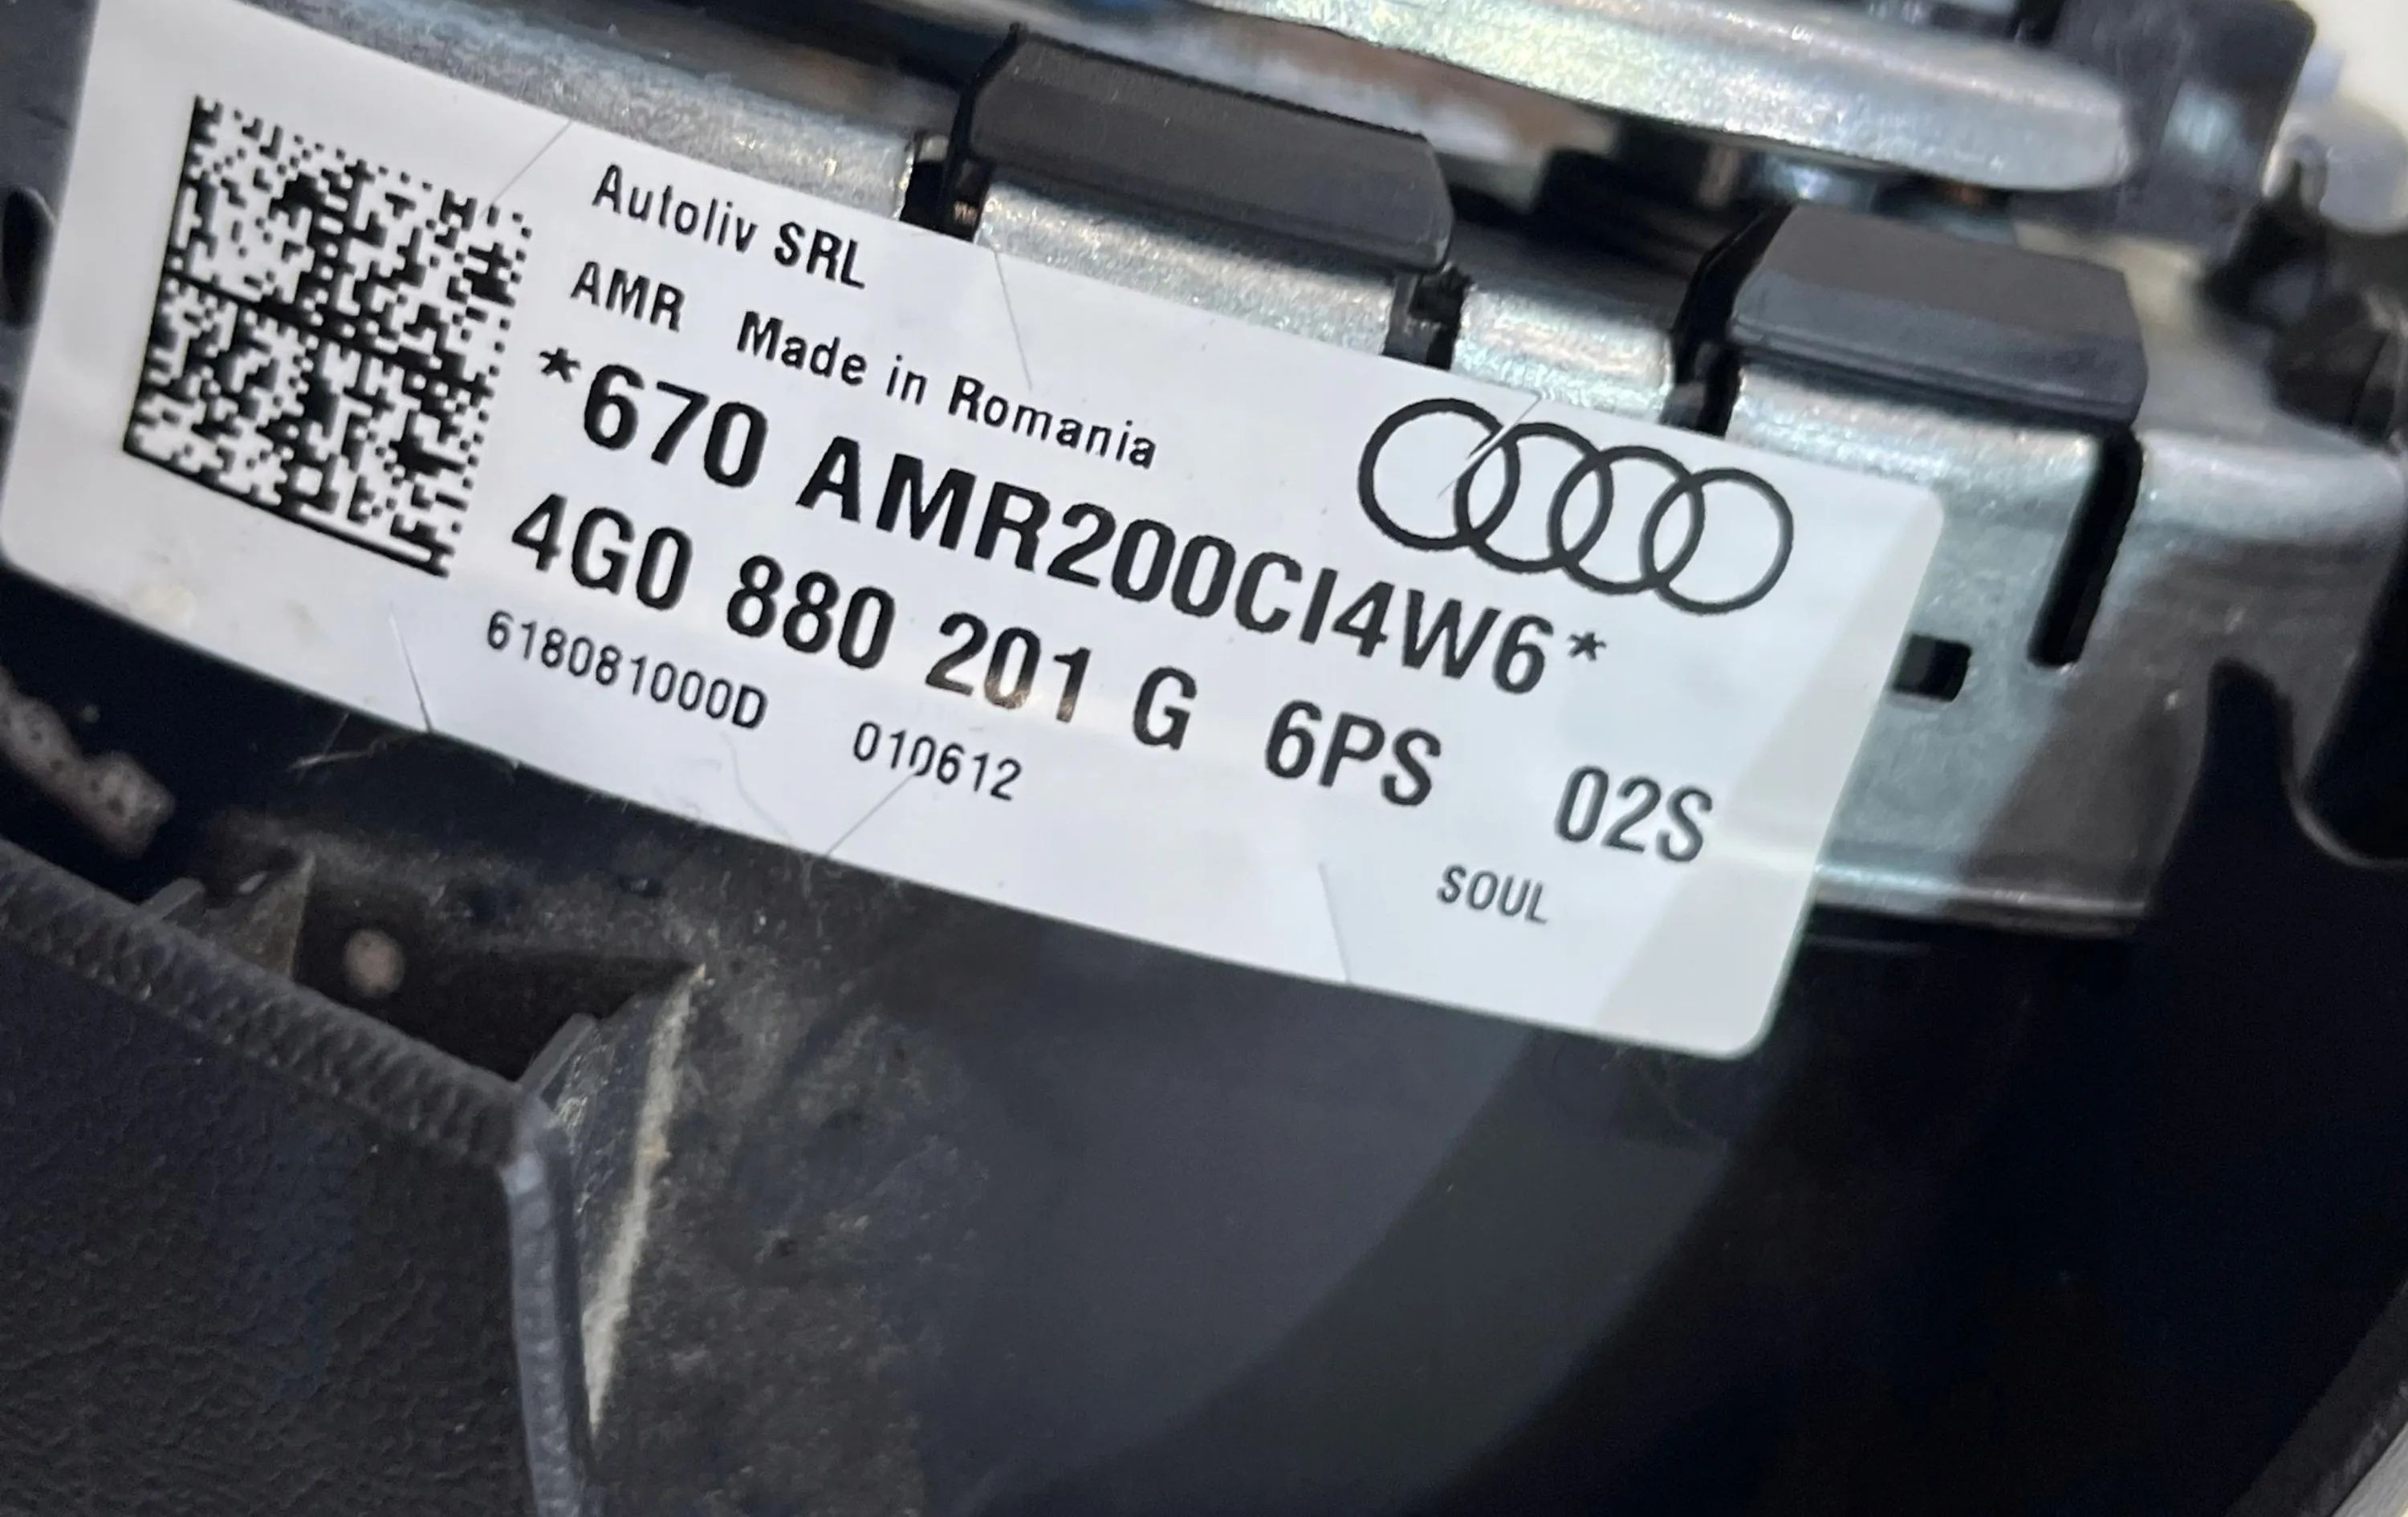 Autoliv SRL
AMR Made in Romania
*670 AMR200CI4W6*
4G0 880 201 G 6PS 02S
618081000D 010612
SOUL